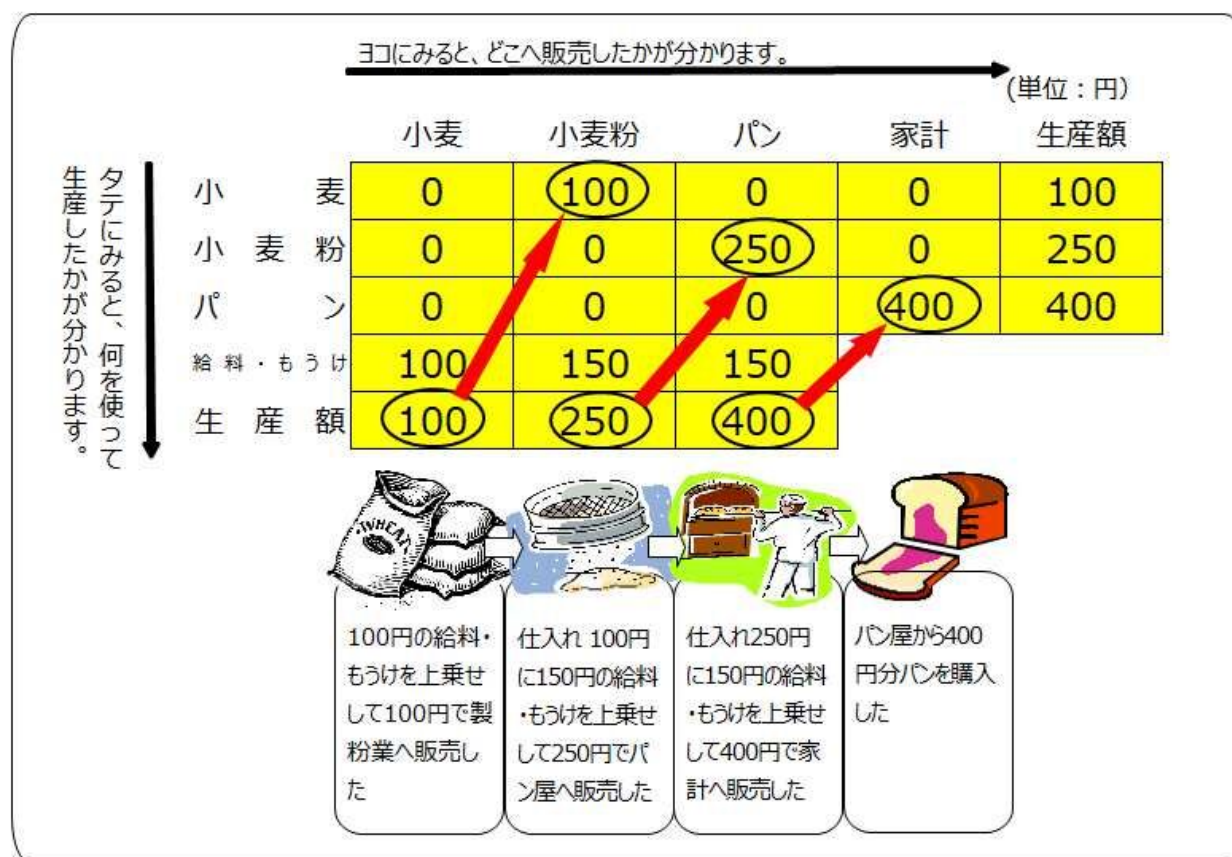 ヨコにみると、どこへ販売したかが分かります。
(単位:円)
タテにみると、何を使って
生産したかが分かります。
小麦 小麦粉 パン 家計 生産額
小麦 0 100 0 0 100
小麦粉 0 0 250 0 250
パン 0 0 0 400 400
給料・もうけ 100 150 150
生産額 100 250 400
WHEAT
100円の給料・
もうけを上乗せ
して100円で製
粉業へ販売し
た
仕入れ 100円
に150円の給料
・もうけを上乗せ
して250円でパ
ン屋へ販売した
仕入れ250円
に150円の給料
・もうけを上乗せ
して400円で家
計へ販売した
パン屋から400
円分パンを購入
した